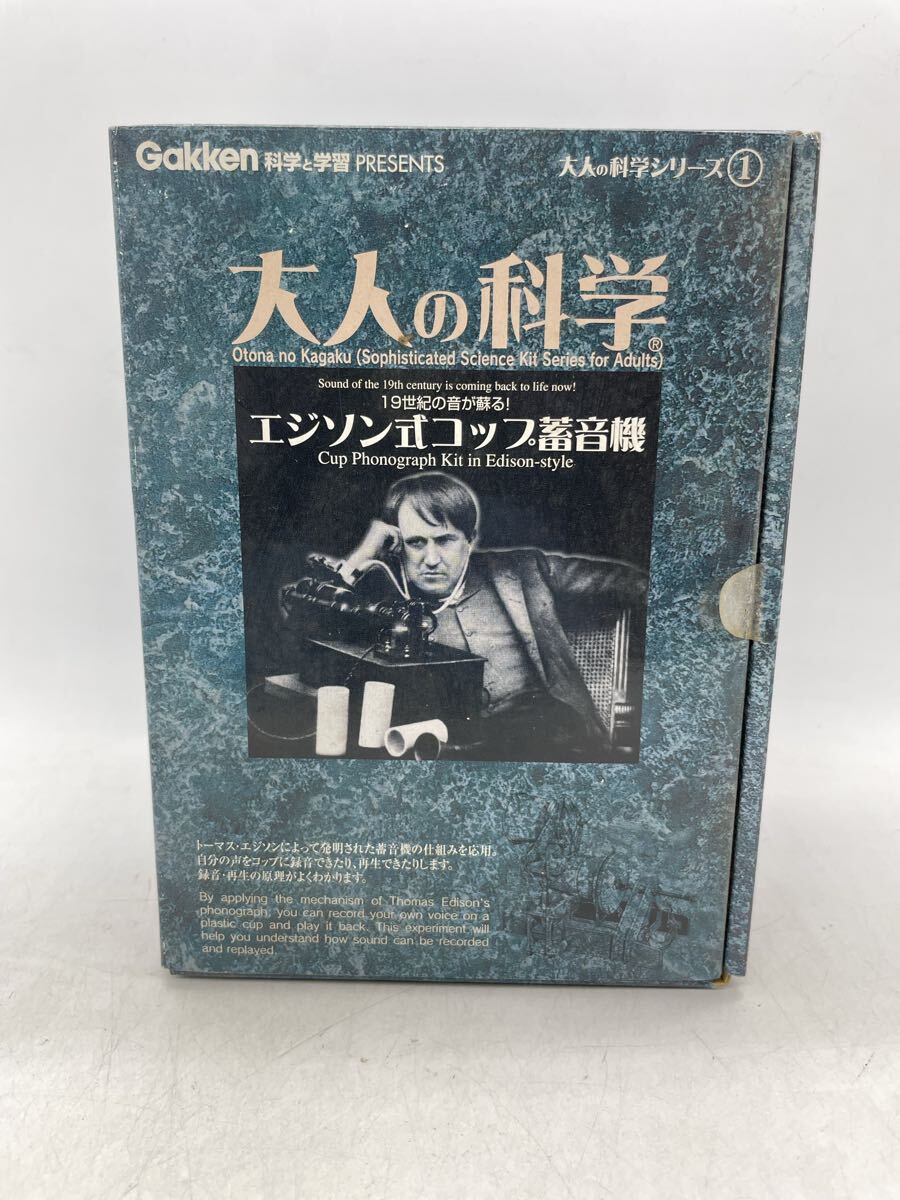 Gakken 科学と学習 PRESENTS
大人の科学シリーズ①
大人の科学®
Otona no Kagaku (Sophisticated Science Kit Series for Adults)
Sound of the 19th century is coming back to life now!
19世紀の音が蘇る!
エジソン式コップ蓄音機
Cup Phonograph Kit in Edison-style
トーマス・エジソンによって発明された蓄音機の仕組みを応用。
自分の声をコップに録音できたり、再生できたりします。
録音・再生の原理がよくわかります。
By applying the mechanism of Thomas Edison's
phonograph, you can record your own voice on a
plastic cup and play it back. This experiment will
help you understand how sound can be recorded
and replayed.